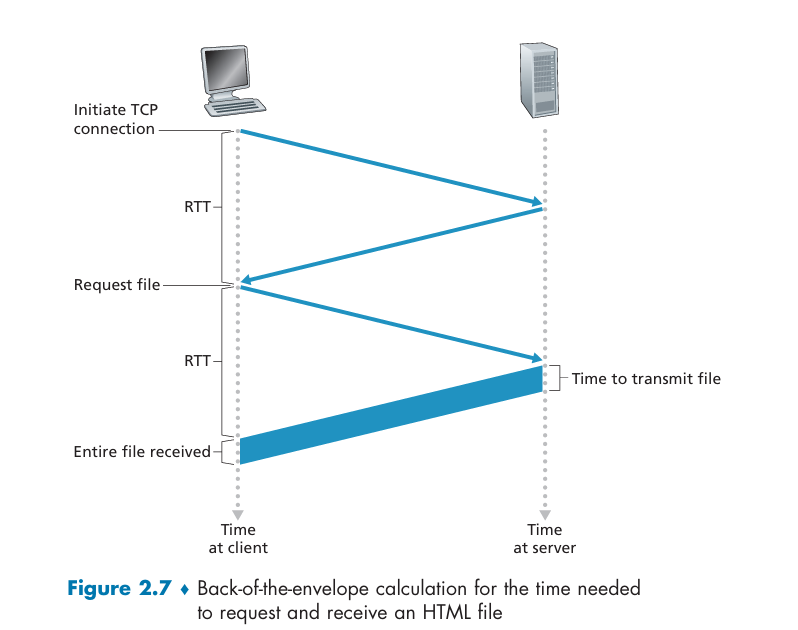 Initiate TCP
connection
RTT
Request file
RTT
Time to transmit file
Entire file received
Time
at client
Time
at server
Figure 2.7 ♦ Back-of-the-envelope calculation for the time needed
to request and receive an HTML file